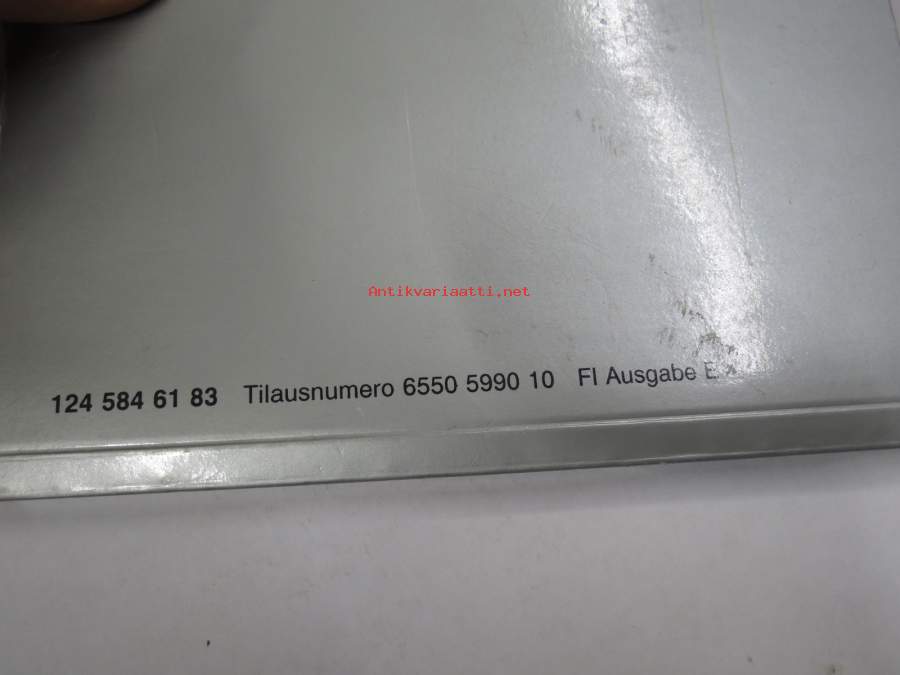 Antikvariaatti.net
124 584 61 83 Tilausnumero 6550 5990 10 FI Ausgabe E